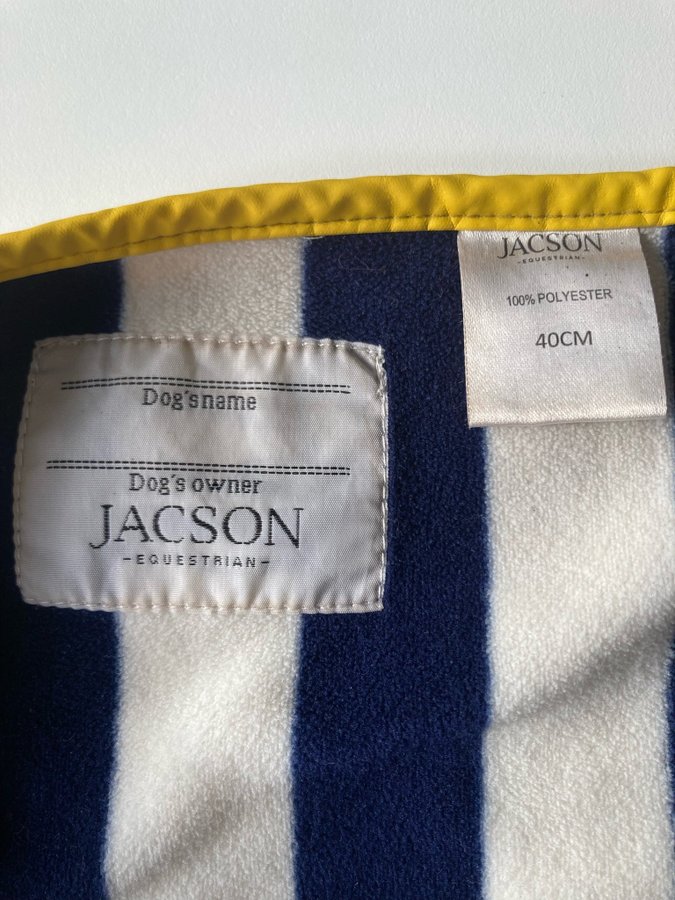 Dog's name
Dog's owner
JACSON
-EQUESTRIAN-
JACSON
-EQUESTRIAN-
100% POLYESTER
40CM